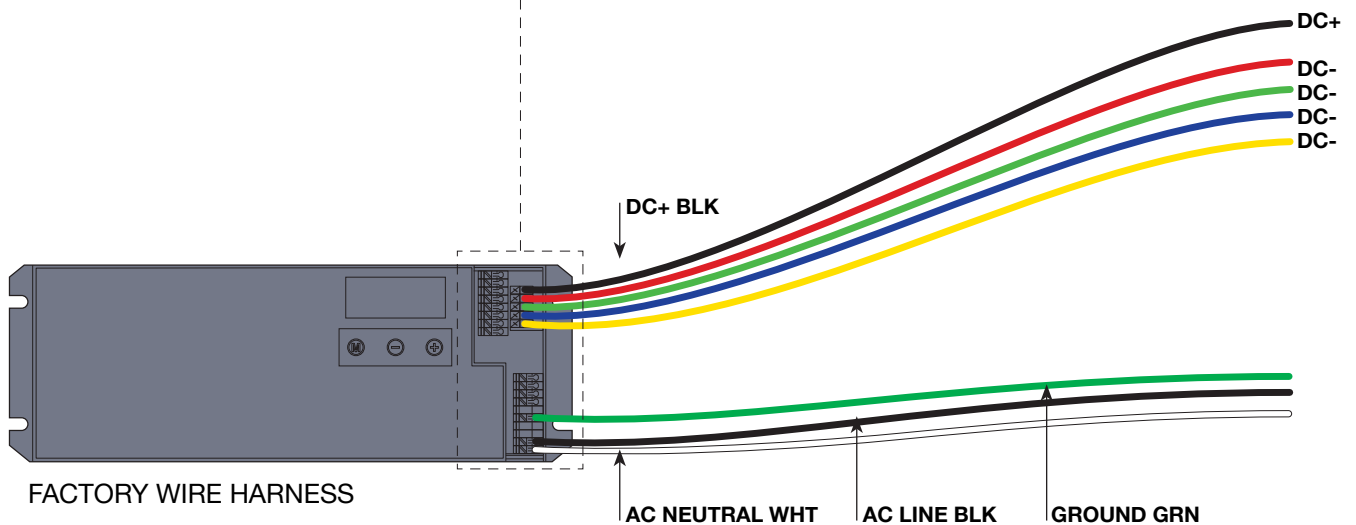 DC+
DC-
DC-
DC-
DC-
DC+ BLK
M - +
FACTORY WIRE HARNESS
AC NEUTRAL WHT
AC LINE BLK
GROUND GRN